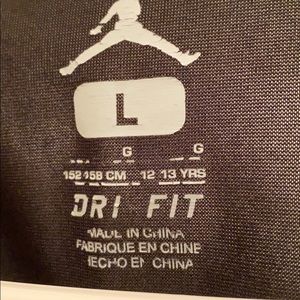 L
G G
152 158 CM 12 13 YRS
DRI FIT
MADE IN CHINA
FABRIQUE EN CHINE
HECHO EN CHINA